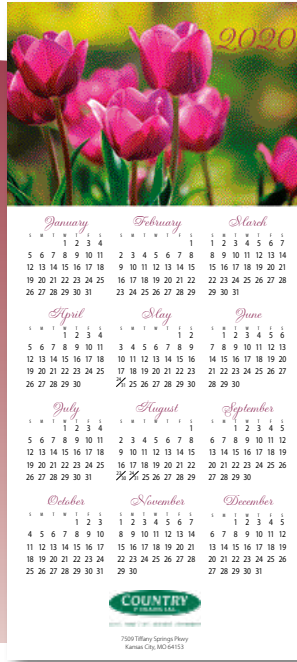 2020
January February March
S M T W T F S S M T W T F S S M T W T F S
1 2 3 4 1 1 2 3 4 5 6 7
5 6 7 8 9 10 11 2 3 4 5 6 7 8 8 9 10 11 12 13 14
12 13 14 15 16 17 18 9 10 11 12 13 14 15 15 16 17 18 19 20 21
19 20 21 22 23 24 25 16 17 18 19 20 21 22 22 23 24 25 26 27 28
26 27 28 29 30 31 23 24 25 26 27 28 29 29 30 31
April May June
S M T W T F S S M T W T F S S M T W T F S
1 2 3 4 1 2 1 2 3 4 5 6
5 6 7 8 9 10 11 3 4 5 6 7 8 9 7 8 9 10 11 12 13
12 13 14 15 16 17 18 10 11 12 13 14 15 16 14 15 16 17 18 19 20
19 20 21 22 23 24 25 17 18 19 20 21 22 23 21 22 23 24 25 26 27
26 27 28 29 30 24/31 25 26 27 28 29 30 28 29 30
July August September
S M T W T F S S M T W T F S S M T W T F S
1 2 3 4 1 1 2 3 4 5
5 6 7 8 9 10 11 2 3 4 5 6 7 8 6 7 8 9 10 11 12
12 13 14 15 16 17 18 9 10 11 12 13 14 15 13 14 15 16 17 18 19
19 20 21 22 23 24 25 16 17 18 19 20 21 22 20 21 22 23 24 25 26
26 27 28 29 30 31 23/30 24/31 25 26 27 28 29 27 28 29 30
October November December
S M T W T F S S M T W T F S S M T W T F S
1 2 3 1 2 3 4 5 6 7 1 2 3 4 5
4 5 6 7 8 9 10 8 9 10 11 12 13 14 6 7 8 9 10 11 12
11 12 13 14 15 16 17 15 16 17 18 19 20 21 13 14 15 16 17 18 19
18 19 20 21 22 23 24 22 23 24 25 26 27 28 20 21 22 23 24 25 26
25 26 27 28 29 30 31 29 30 27 28 29 30 31
COUNTRY
FINANCIAL
7509 Tiffany Springs Pkwy
Kansas City, MO 64153